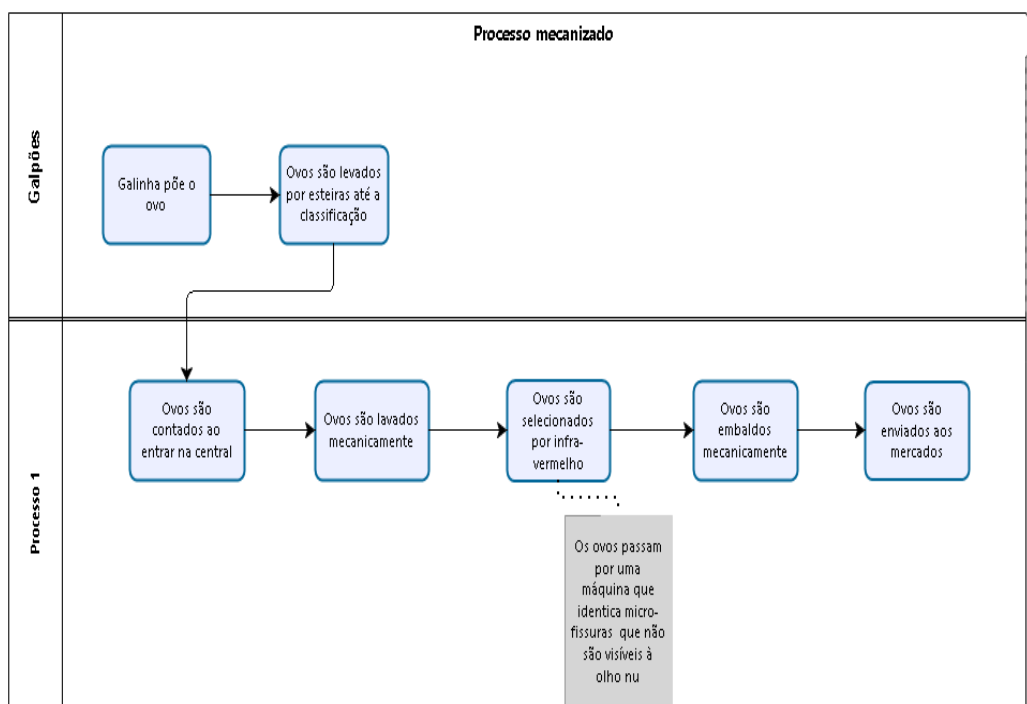 Processo mecanizado
Galpões
Galinha põe o
ovo
Ovos são levados
por esteiras até a
classificação
Processo 1
Ovos são
contados ao
entrar na central
Ovos são lavados
mecanicamente
Ovos são
selecionados
por infra-
vermelho
Ovos são
embaldos
mecanicamente
Ovos são
enviados aos
mercados
Os ovos passam
por uma
máquina que
identica micro-
fissuras que não
são visíveis à
olho nu